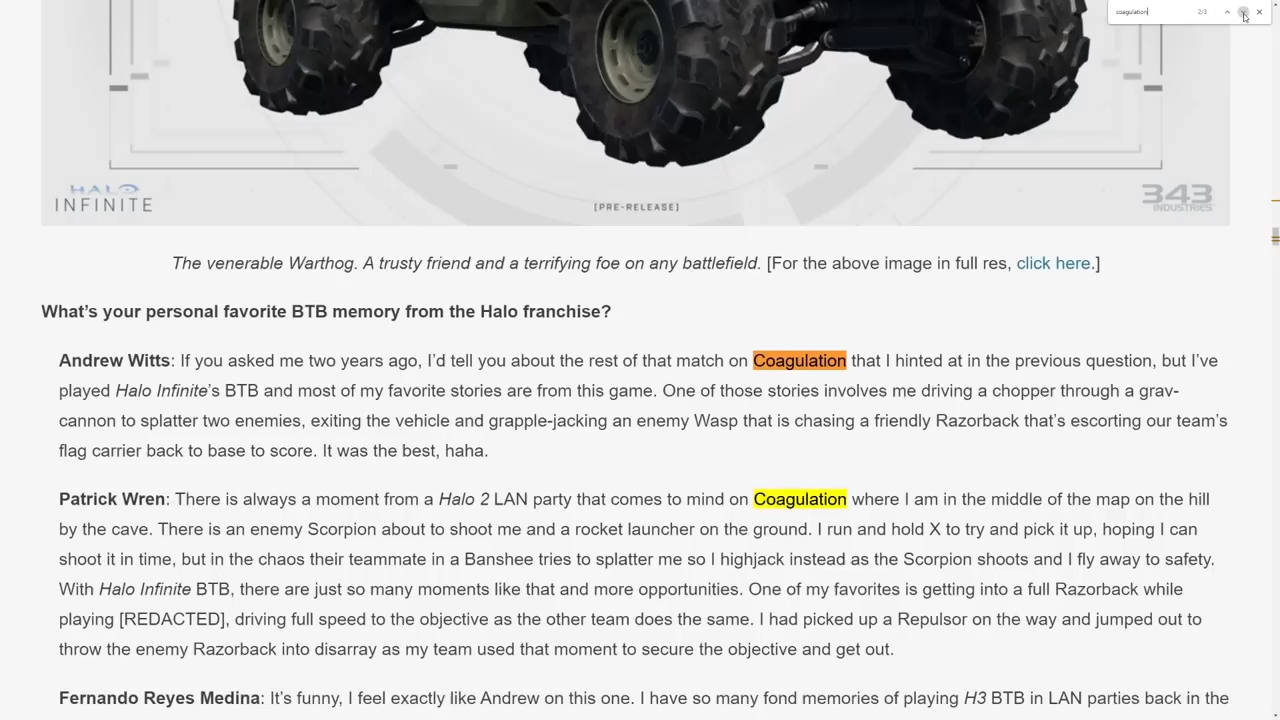 coagulation 2/3
HALO
INFINITE
[PRE-RELEASE]
343
INDUSTRIES
The venerable Warthog. A trusty friend and a terrifying foe on any battlefield. [For the above image in full res, click here.]
What’s your personal favorite BTB memory from the Halo franchise?
Andrew Witts: If you asked me two years ago, I’d tell you about the rest of that match on Coagulation that I hinted at in the previous question, but I’ve
played Halo Infinite’s BTB and most of my favorite stories are from this game. One of those stories involves me driving a chopper through a grav-
cannon to splatter two enemies, exiting the vehicle and grapple-jacking an enemy Wasp that is chasing a friendly Razorback that’s escorting our team’s
flag carrier back to base to score. It was the best, haha.
Patrick Wren: There is always a moment from a Halo 2 LAN party that comes to mind on Coagulation where I am in the middle of the map on the hill
by the cave. There is an enemy Scorpion about to shoot me and a rocket launcher on the ground. I run and hold X to try and pick it up, hoping I can
shoot it in time, but in the chaos their teammate in a Banshee tries to splatter me so I highjack instead as the Scorpion shoots and I fly away to safety.
With Halo Infinite BTB, there are just so many moments like that and more opportunities. One of my favorites is getting into a full Razorback while
playing [REDACTED], driving full speed to the objective as the other team does the same. I had picked up a Repulsor on the way and jumped out to
throw the enemy Razorback into disarray as my team used that moment to secure the objective and get out.
Fernando Reyes Medina: It’s funny, I feel exactly like Andrew on this one. I have so many fond memories of playing H3 BTB in LAN parties back in the